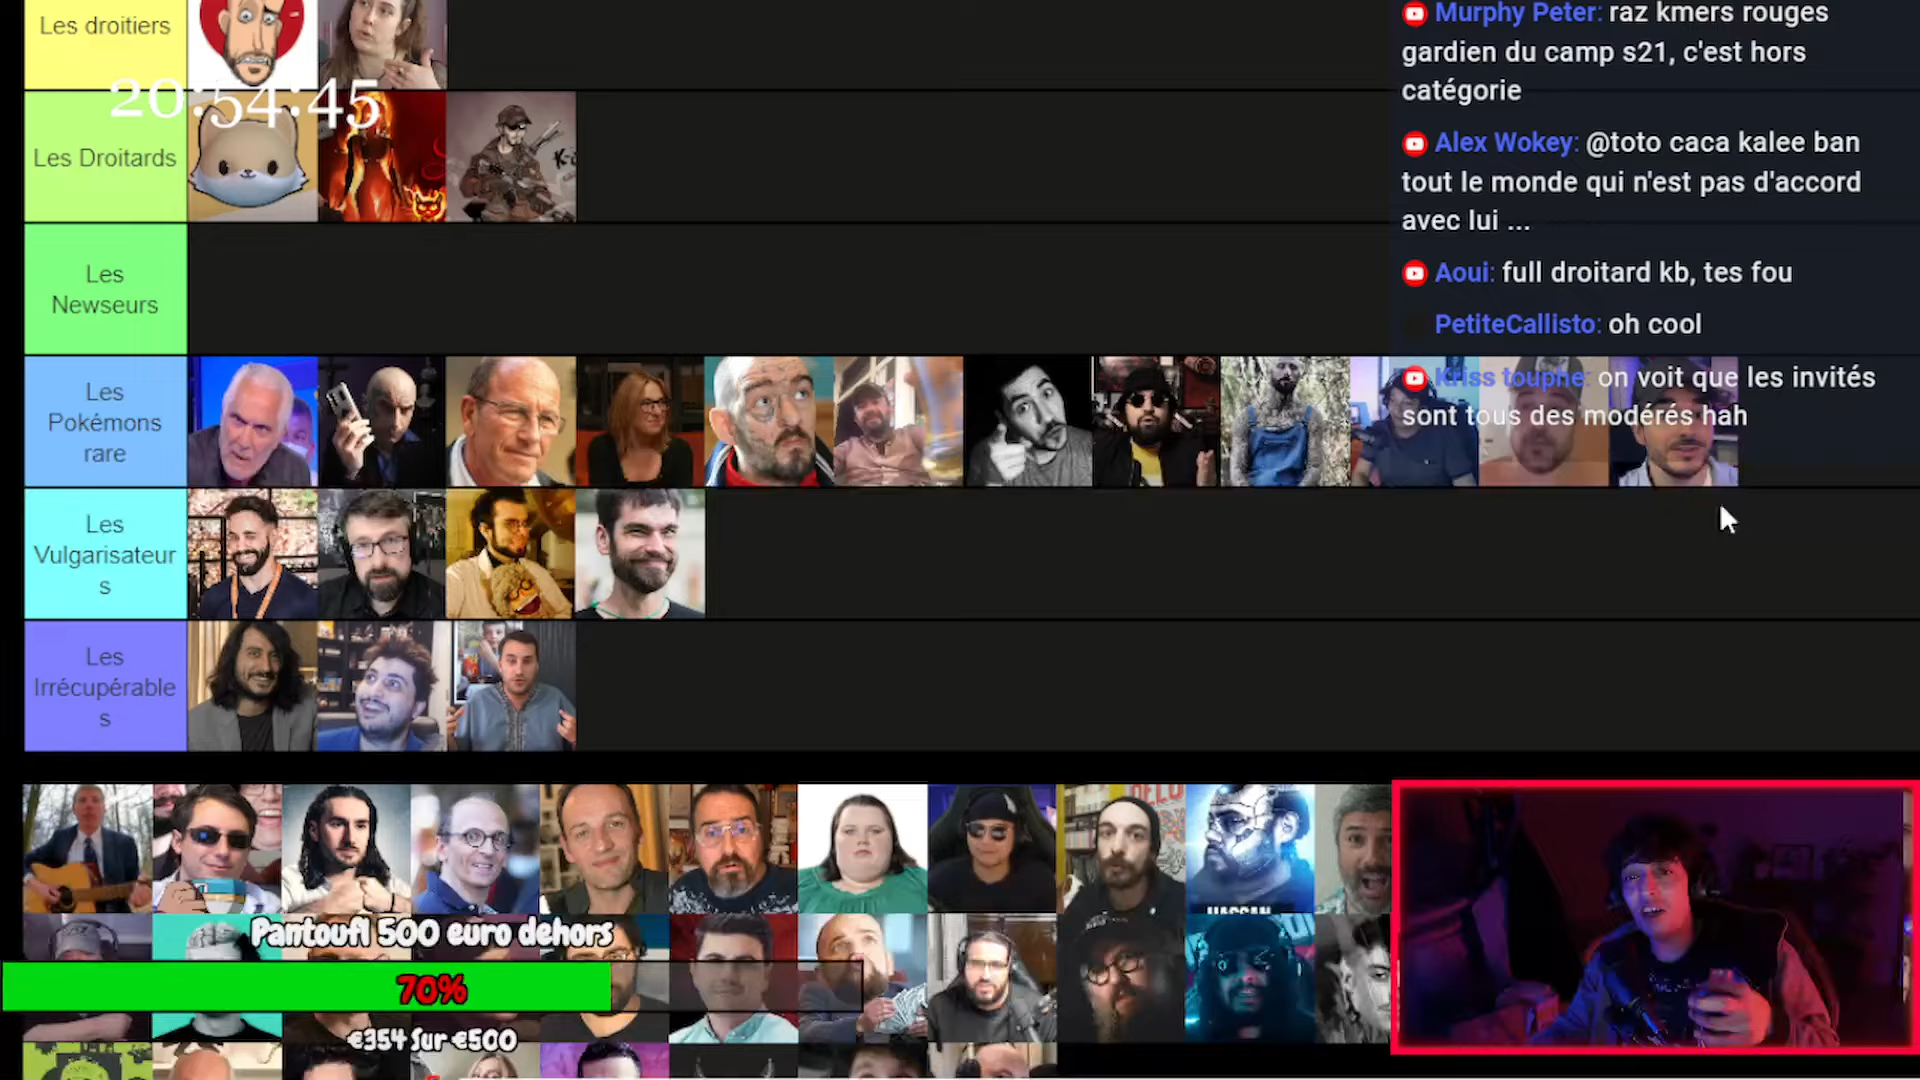 Les droitiers
20:54:45
Les Droitards
K-
Les
Newseurs
Les
Pokémons
rare
Les
Vulgarisateur
s
Les
Irrécupérable
s
Murphy Peter: raz kmers rouges
gardien du camp s21, c'est hors
catégorie
Alex Wokey: @toto caca kalee ban
tout le monde qui n'est pas d'accord
avec lui ...
Aoui: full droitard kb, tes fou
PetiteCallisto: oh cool
Kriss touphe: on voit que les invités
sont tous des modérés hah
HASSAN
Pantoufl 500 euro dehors
70%
€354 sur €500